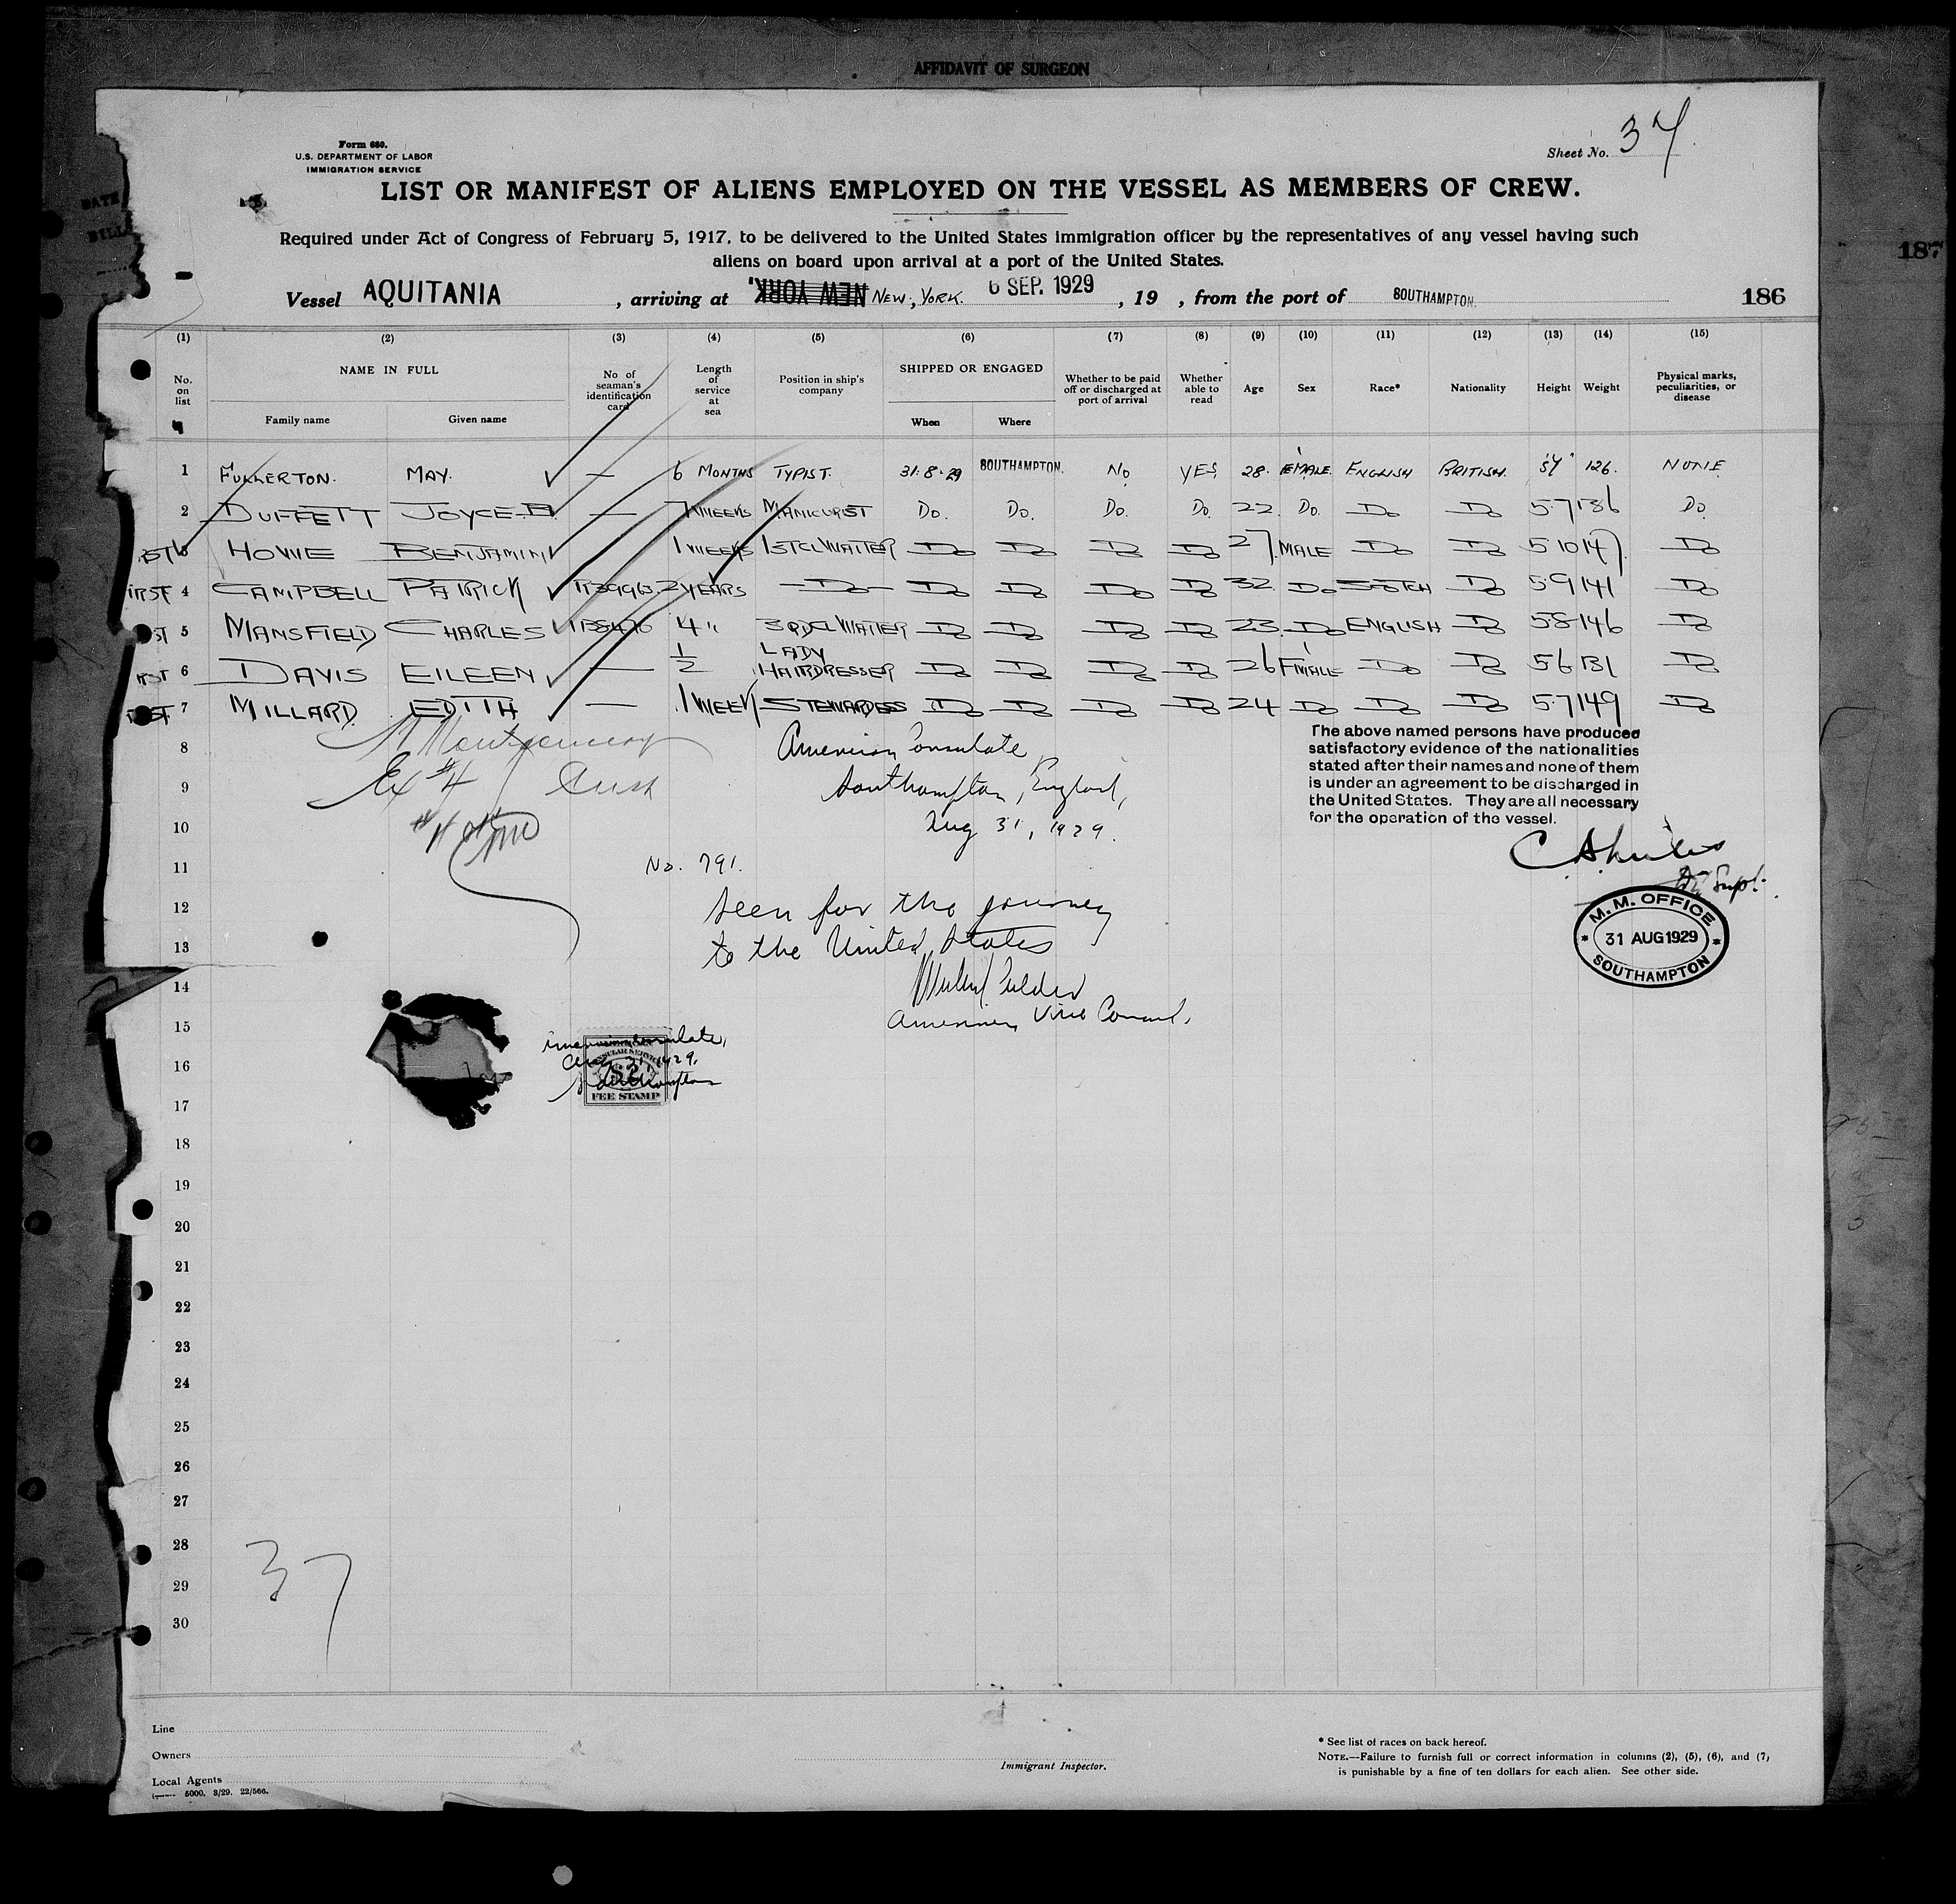 AFFIDAVIT OF SURGEON
Form 680.
U.S. DEPARTMENT OF LABOR
IMMIGRATION SERVICE
Sheet No. 37
LIST OR MANIFEST OF ALIENS EMPLOYED ON THE VESSEL AS MEMBERS OF CREW.
Required under Act of Congress of February 5, 1917, to be delivered to the United States immigration officer by the representatives of any vessel having such
aliens on board upon arrival at a port of the United States.
187
Vessel AQUITANIA , arriving at NEW YORK. NEW, YORK. 6 SEP. 1929 , 19 , from the port of SOUTHAMPTON. 186
(1) (2) (3) (4) (5) (6) (7) (8) (9) (10) (11) (12) (13) (14) (15)
No. on list NAME IN FULL Family name Given name No of seaman's identification card Length of service at sea Position in ship's company SHIPPED OR ENGAGED When Where Whether to be paid off or discharged at port of arrival Whether able to read Age Sex Race* Nationality Height Weight Physical marks, peculiarities, or disease
1 FULLERTON. MAY. — 6 MONTHS TYPIST. 31.8.29 SOUTHAMPTON. NO YES 28. FEMALE. ENGLISH BRITISH. 126. NONE
2 DUFFETT JOYCE — 7 WEEKS MANICURIST DO. DO. DO. DO. 22. DO. DO DO 5.7 136 DO.
3 HOWE BENJAMIN 1 WEEKS 1ST CL WAITER DO DO DO DO 27. MALE DO DO 5 10 147. DO
FIRST 4 CAMPBELL PATRICK 2 YEARS —DO— DO DO DO DO 32. DO SCOTCH DO 5 9 141 DO
5 MANSFIELD CHARLES 4 " 3RD CL WAITER DO DO DO DO 23. DO ENGLISH DO 5 8 146 DO
6 DAVIS EILEEN — 1/2 LADY HAIRDRESSER DO DO DO DO 26 FEMALE DO DO 5 6 131 DO
7 MILLARD EDITH — 1 WEEK STEWARDESS DO DO DO DO 24 DO DO DO 5.7 149 DO
The above named persons have produced
satisfactory evidence of the nationalities
stated after their names and none of them
is under an agreement to be discharged in
the United States. They are all necessary
for the operation of the vessel.
8 Montgomery American Consulate
9 Ex #4 Southampton, England,
10 Aug 31, 1929.
11 No. 791.
Supt.
12 Seen for the journey
M. M. OFFICE
31 AUG 1929
SOUTHAMPTON
13 to the United States
14
15 American Vice Consul.
American Consulate,
16 Aug 31 1929,
$2
Southampton
FEE STAMP
17
18
19
20
21
22
23
24
25
26
27
28
29
30
37
Line
Owners
Local Agents
5000. 3/29. 22/566.
Immigrant Inspector.
* See list of races on back hereof.
NOTE.—Failure to furnish full or correct information in columns (2), (5), (6), and (7)
is punishable by a fine of ten dollars for each alien. See other side.